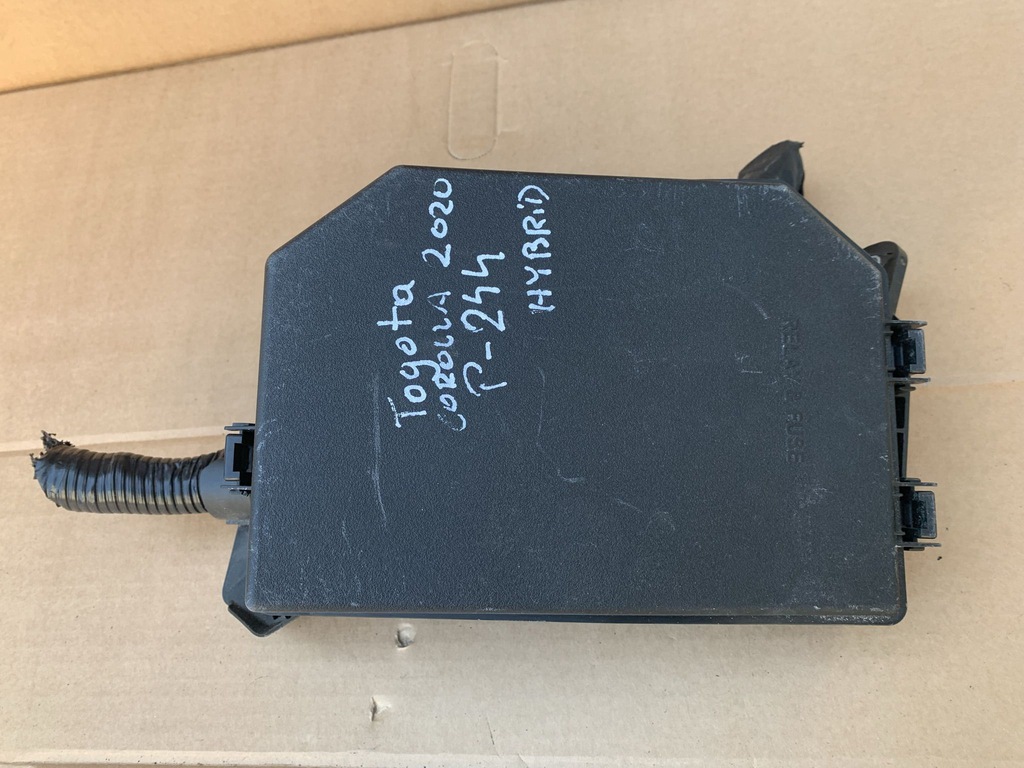 Toyota
COROLLA 2020
P-244
HYBRID
RELAY & FUSE